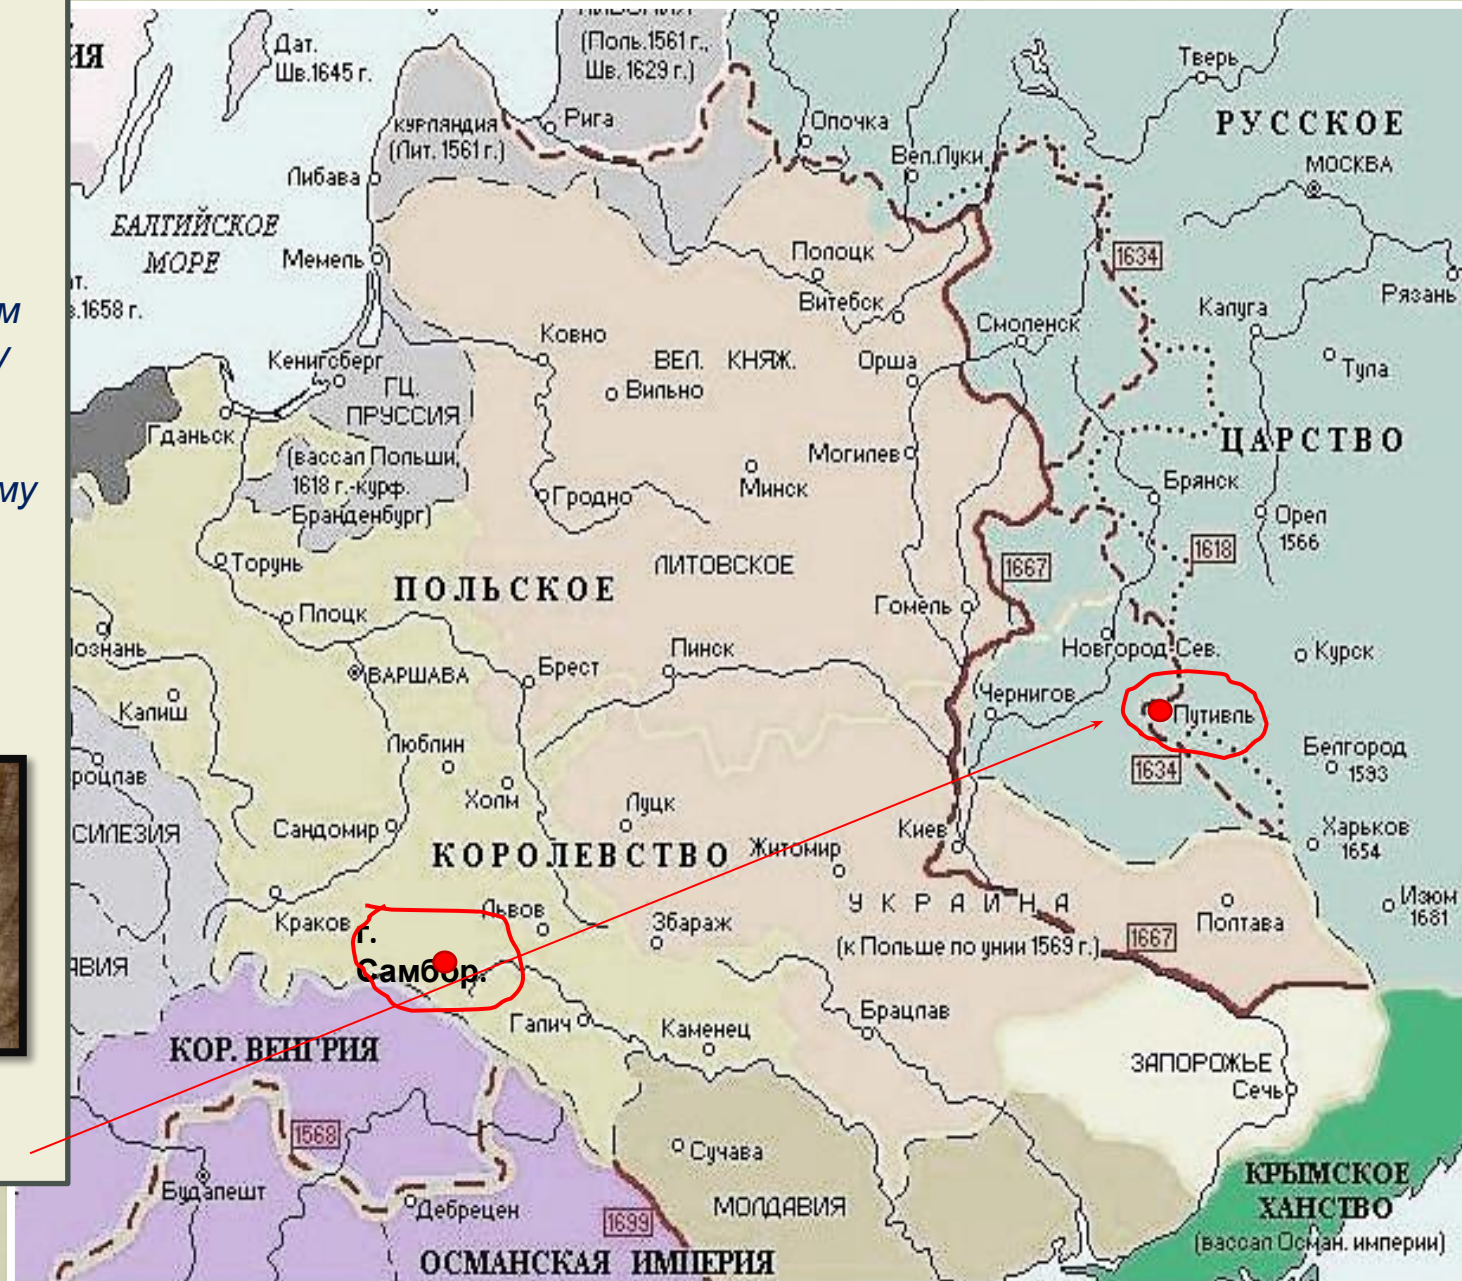 Дат.
Шв.1645 г.
(Поль.1561 г.,
Шв. 1629 г.)
Тверь
РУССКОЕ
МОСКВА
Рига
КУРЛЯНДИЯ
(Лит. 1561 г.)
Опочка
Вел.Луки
Либава
БАЛТИЙСКОЕ
МОРЕ
Мемель
Полоцк
Витебск
1634
Рязань
Калуга
в.1658 г.
Смоленск
Ковно
Кенигсберг
ВЕЛ. КНЯЖ.
Орша
Тула
Вильно
ГЦ.
ПРУССИЯ
Гданьск
ЦАРСТВО
(вассал Польши,
1618 г.-курф.
Бранденбург)
Могилев
Минск
Гродно
Брянск
Орел
1566
1618
Торунь
ПОЛЬСКОЕ
ЛИТОВСКОЕ
1667
Гомель
Плоцк
Новгород Сев.
Курск
Пинск
Брест
ВАРШАВА
Калиш
Чернигов
Путивль
Люблин
Холм
1634
Белгород
1593
СИЛЕЗИЯ
Сандомир
Луцк
КОРОЛЕВСТВО
Житомир
Киев
Харьков
1654
Краков
Львов
Збараж
УКРАИНА
(к Польше по унии 1569 г.)
1667
Полтава
Изюм
1681
г.
Самбор.
Галич
Каменец
Брацлав
КОР. ВЕНГРИЯ
ЗАПОРОЖЬЕ
Сечь
1568
Сучава
Будапешт
Дебрецен
МОЛДАВИЯ
1699
КРЫМСКОЕ
ХАНСТВО
(вассал Осман. империи)
ОСМАНСКАЯ ИМПЕРИЯ